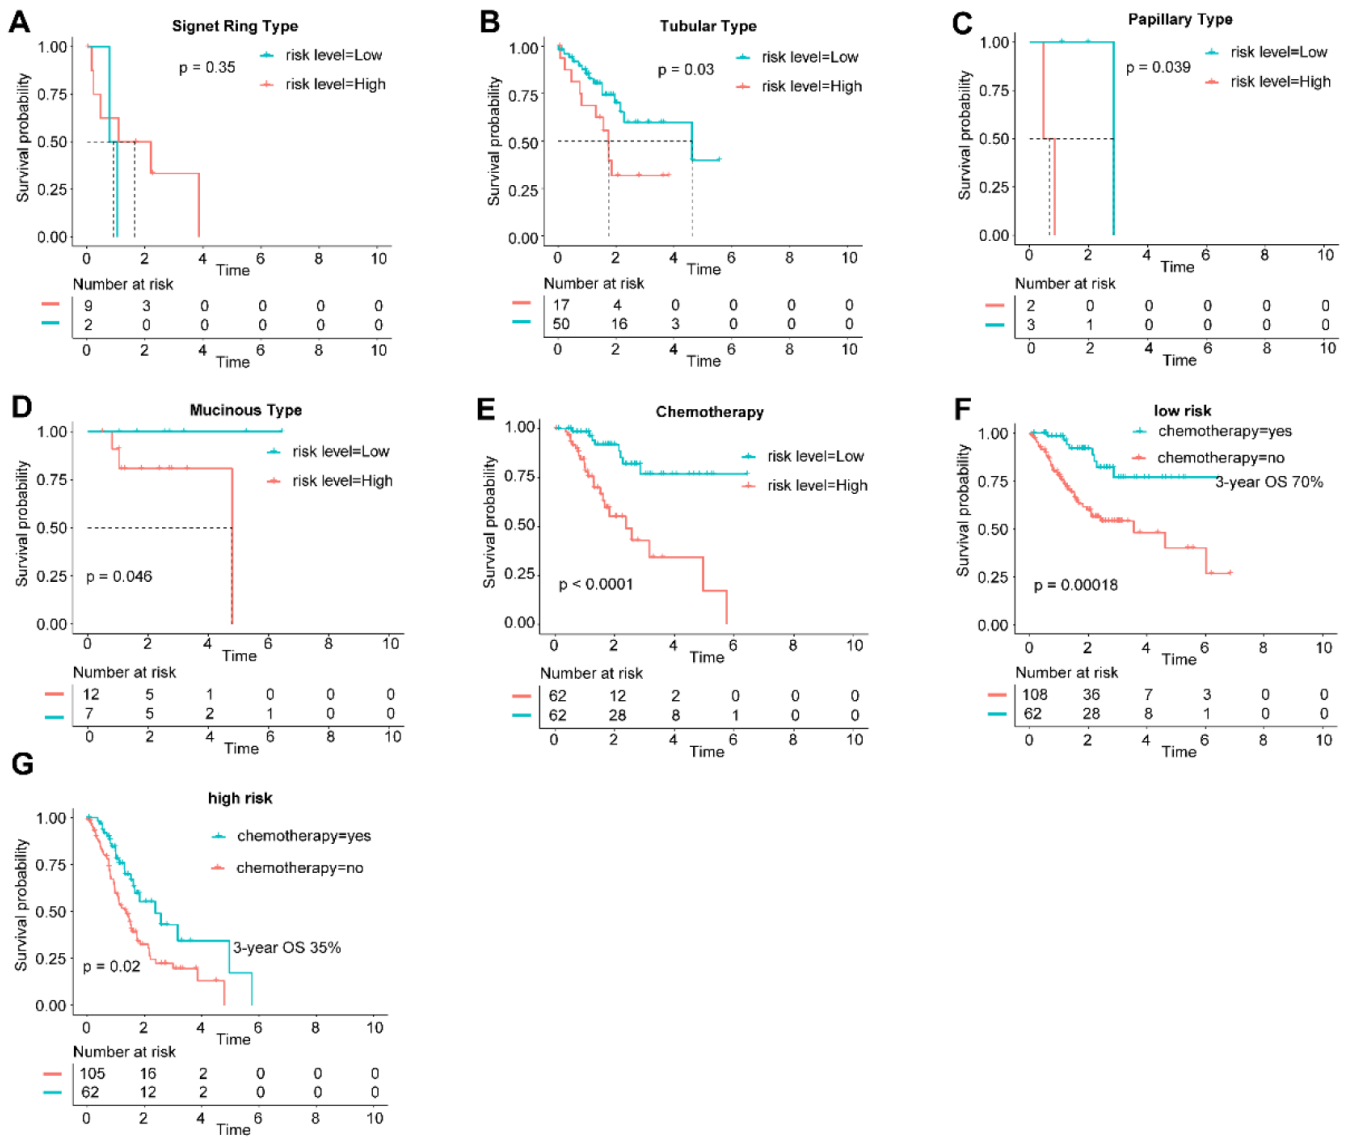 A
Signet Ring Type
risk level=Low
risk level=High
p = 0.35
Survival probability
1.00
0.75
0.50
0.25
0.00
0 2 4 6 8 10
Time
Number at risk
9 3 0 0 0 0
2 0 0 0 0 0
0 2 4 6 8 10
Time
B
Tubular Type
risk level=Low
risk level=High
p = 0.03
Survival probability
1.00
0.75
0.50
0.25
0.00
0 2 4 6 8 10
Time
Number at risk
17 4 0 0 0 0
50 16 3 0 0 0
0 2 4 6 8 10
Time
C
Papillary Type
risk level=Low
risk level=High
p = 0.039
Survival probability
1.00
0.75
0.50
0.25
0.00
0 2 4 6 8 10
Time
Number at risk
2 0 0 0 0 0
3 1 0 0 0 0
0 2 4 6 8 10
Time
D
Mucinous Type
risk level=Low
risk level=High
p = 0.046
Survival probability
1.00
0.75
0.50
0.25
0.00
0 2 4 6 8 10
Time
Number at risk
12 5 1 0 0 0
7 5 2 1 0 0
0 2 4 6 8 10
Time
E
Chemotherapy
risk level=Low
risk level=High
p < 0.0001
Survival probability
1.00
0.75
0.50
0.25
0.00
0 2 4 6 8 10
Time
Number at risk
62 12 2 0 0 0
62 28 8 1 0 0
0 2 4 6 8 10
Time
F
low risk
chemotherapy=yes
chemotherapy=no
3-year OS 70%
p = 0.00018
Survival probability
1.00
0.75
0.50
0.25
0.00
0 2 4 6 8 10
Time
Number at risk
108 36 7 3 0 0
62 28 8 1 0 0
0 2 4 6 8 10
Time
G
high risk
chemotherapy=yes
chemotherapy=no
3-year OS 35%
p = 0.02
Survival probability
1.00
0.75
0.50
0.25
0.00
0 2 4 6 8 10
Time
Number at risk
105 16 2 0 0 0
62 12 2 0 0 0
0 2 4 6 8 10
Time